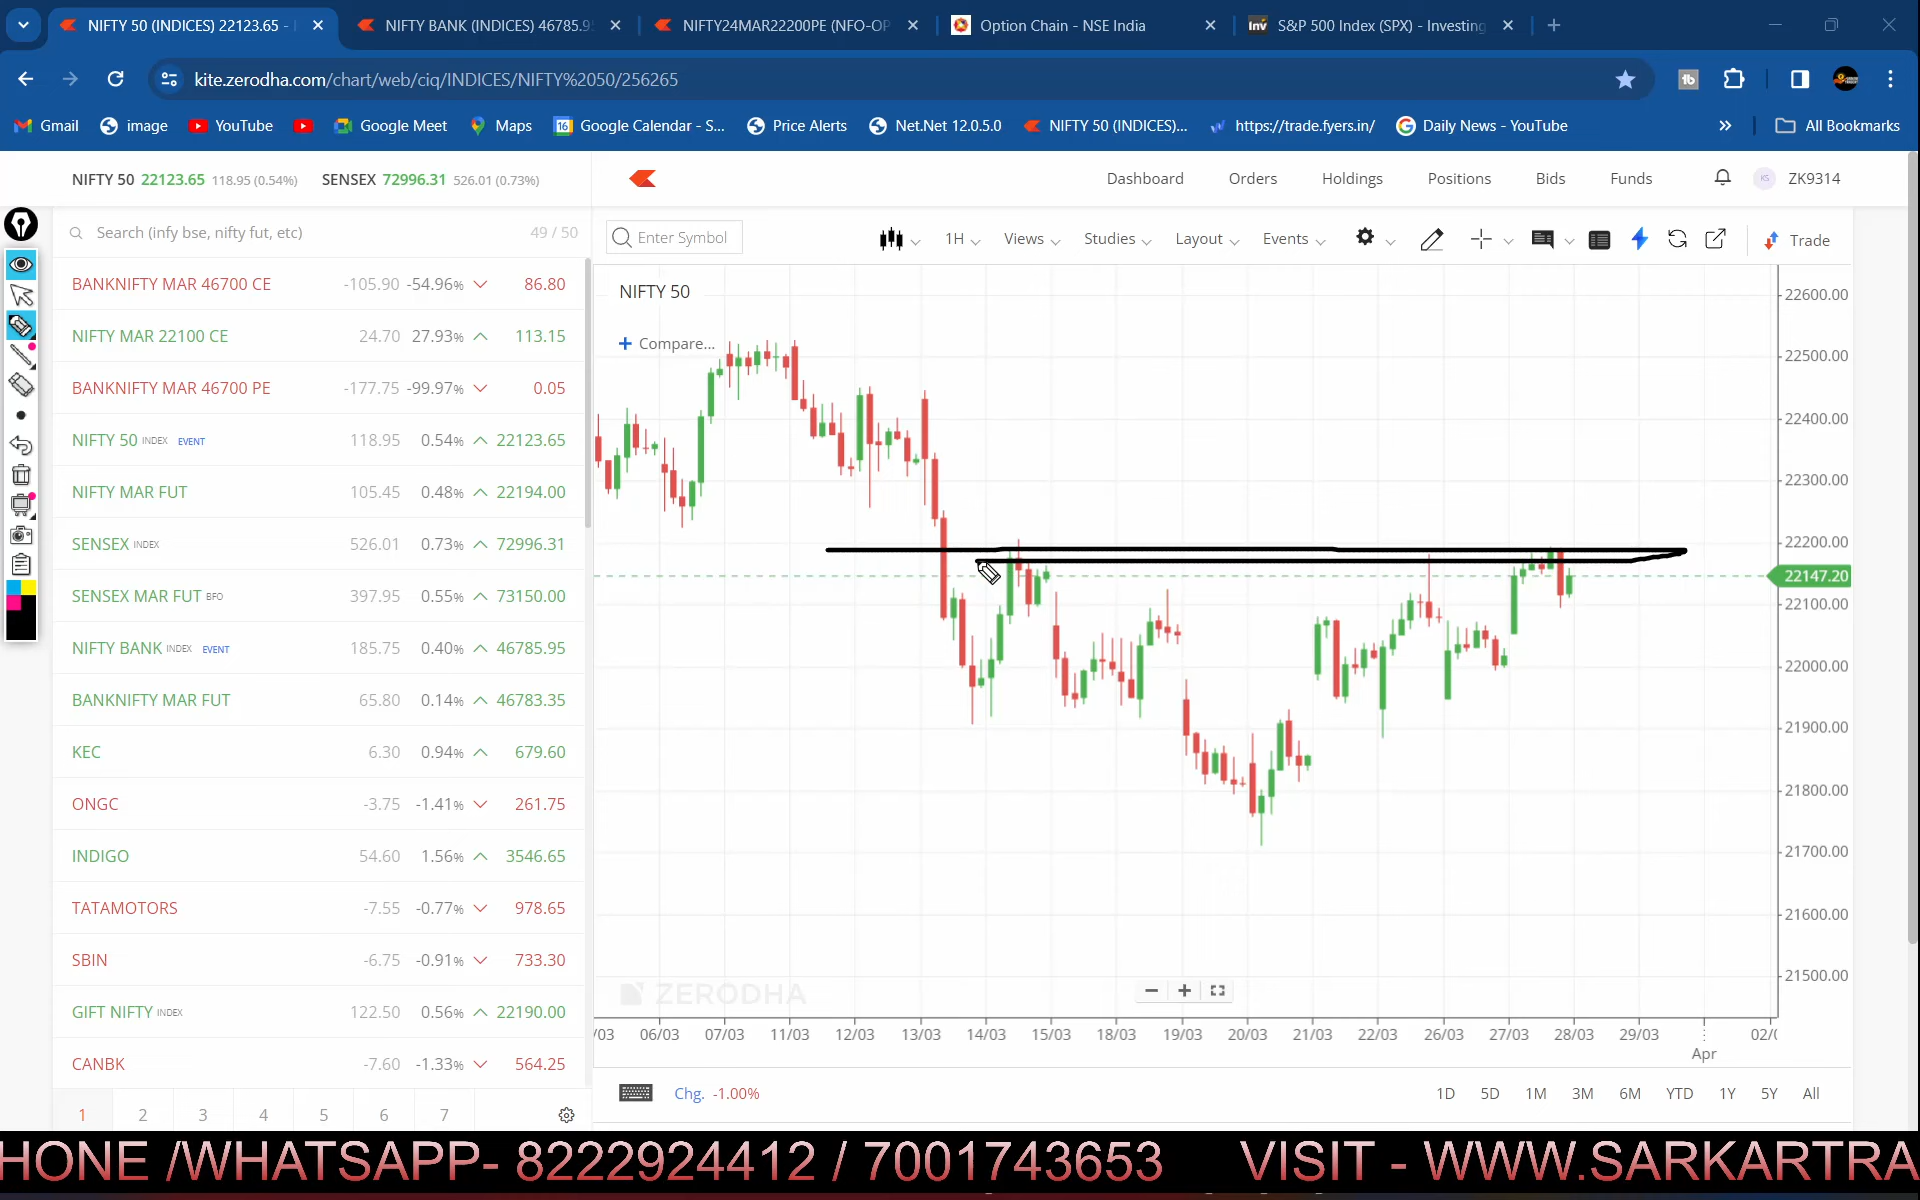 NIFTY 50 (INDICES) 22123.65 -
NIFTY BANK (INDICES) 46785.9
NIFTY24MAR22200PE (NFO-OP
Option Chain - NSE India
Inv S&P 500 Index (SPX) - Investing
kite.zerodha.com/chart/web/ciq/INDICES/NIFTY%2050/256265
Gmail image YouTube Google Meet Maps 16 Google Calendar - S... Price Alerts Net.Net 12.0.5.0 NIFTY 50 (INDICES)... https://trade.fyers.in/ Daily News - YouTube All Bookmarks
NIFTY 50 22123.65 118.95 (0.54%) SENSEX 72996.31 526.01 (0.73%)
Dashboard Orders Holdings Positions Bids Funds KS ZK9314
Search (infy bse, nifty fut, etc) 49 / 50
Enter Symbol 1H Views Studies Layout Events Trade
BANKNIFTY MAR 46700 CE -105.90 -54.96% 86.80
NIFTY MAR 22100 CE 24.70 27.93% 113.15
BANKNIFTY MAR 46700 PE -177.75 -99.97% 0.05
NIFTY 50 INDEX EVENT 118.95 0.54% 22123.65
NIFTY MAR FUT 105.45 0.48% 22194.00
SENSEX INDEX 526.01 0.73% 72996.31
SENSEX MAR FUT BFO 397.95 0.55% 73150.00
NIFTY BANK INDEX EVENT 185.75 0.40% 46785.95
BANKNIFTY MAR FUT 65.80 0.14% 46783.35
KEC 6.30 0.94% 679.60
ONGC -3.75 -1.41% 261.75
INDIGO 54.60 1.56% 3546.65
TATAMOTORS -7.55 -0.77% 978.65
SBIN -6.75 -0.91% 733.30
GIFT NIFTY INDEX 122.50 0.56% 22190.00
CANBK -7.60 -1.33% 564.25
1 2 3 4 5 6 7
NIFTY 50
Compare...
22600.00
22500.00
22400.00
22300.00
22200.00
22147.20
22100.00
22000.00
21900.00
21800.00
21700.00
21600.00
21500.00
ZERODHA
/03 06/03 07/03 11/03 12/03 13/03 14/03 15/03 18/03 19/03 20/03 21/03 22/03 26/03 27/03 28/03 29/03 02/0
Apr
Chg. -1.00%
1D 5D 1M 3M 6M YTD 1Y 5Y All
HONE /WHATSAPP- 8222924412 / 7001743653 VISIT - WWW.SARKARTRA